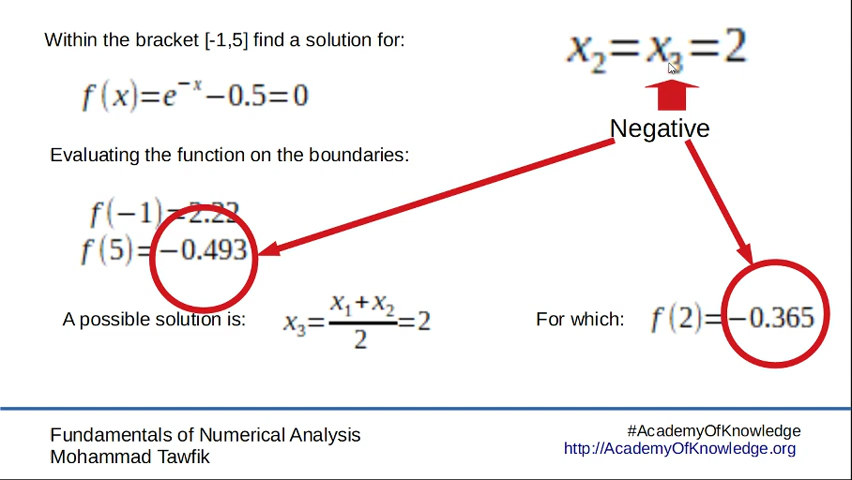 Within the bracket [-1,5] find a solution for:
x₂=x₃=2
f(x)=e⁻ˣ−0.5=0
Negative
Evaluating the function on the boundaries:
f(−1)=2.22
f(5)=−0.493
A possible solution is: x₃=(x₁+x₂)/2=2
For which: f(2)=−0.365
Fundamentals of Numerical Analysis
Mohammad Tawfik
#AcademyOfKnowledge
http://AcademyOfKnowledge.org